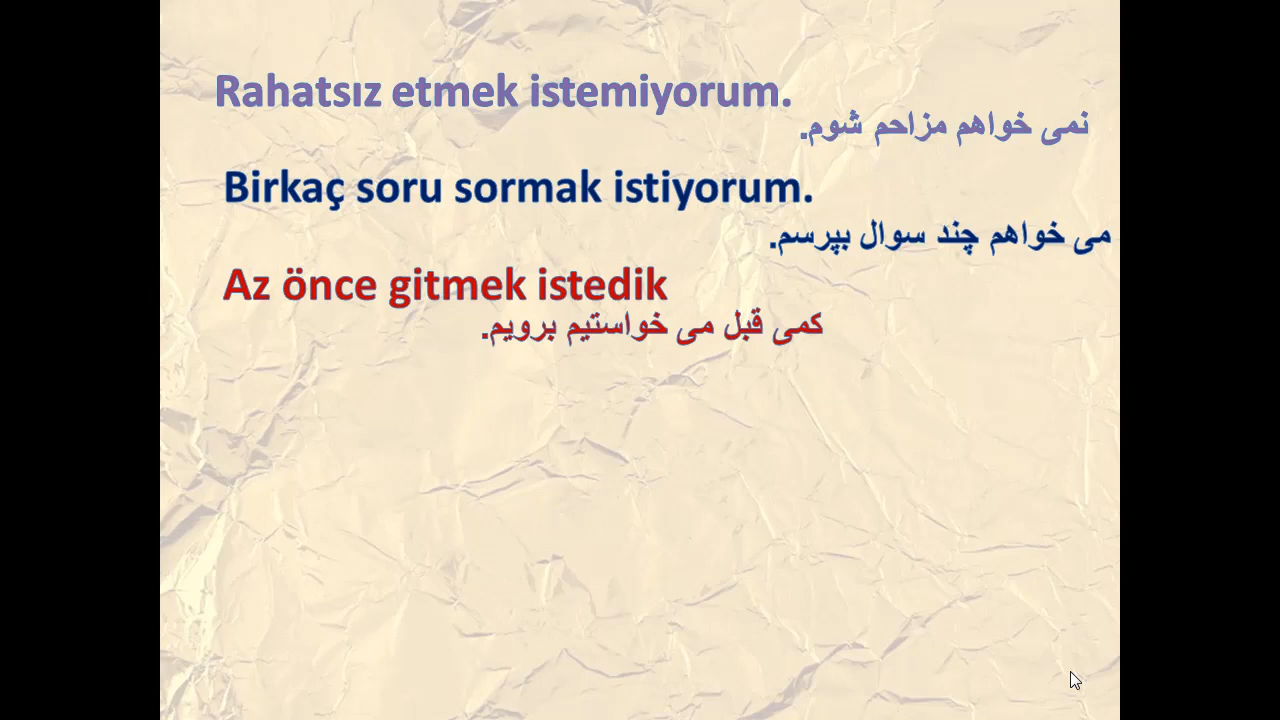 Rahatsız etmek istemiyorum.
نمی خواهم مزاحم شوم.
Birkaç soru sormak istiyorum.
می خواهم چند سوال بپرسم.
Az önce gitmek istedik
کمی قبل می خواستیم برویم.